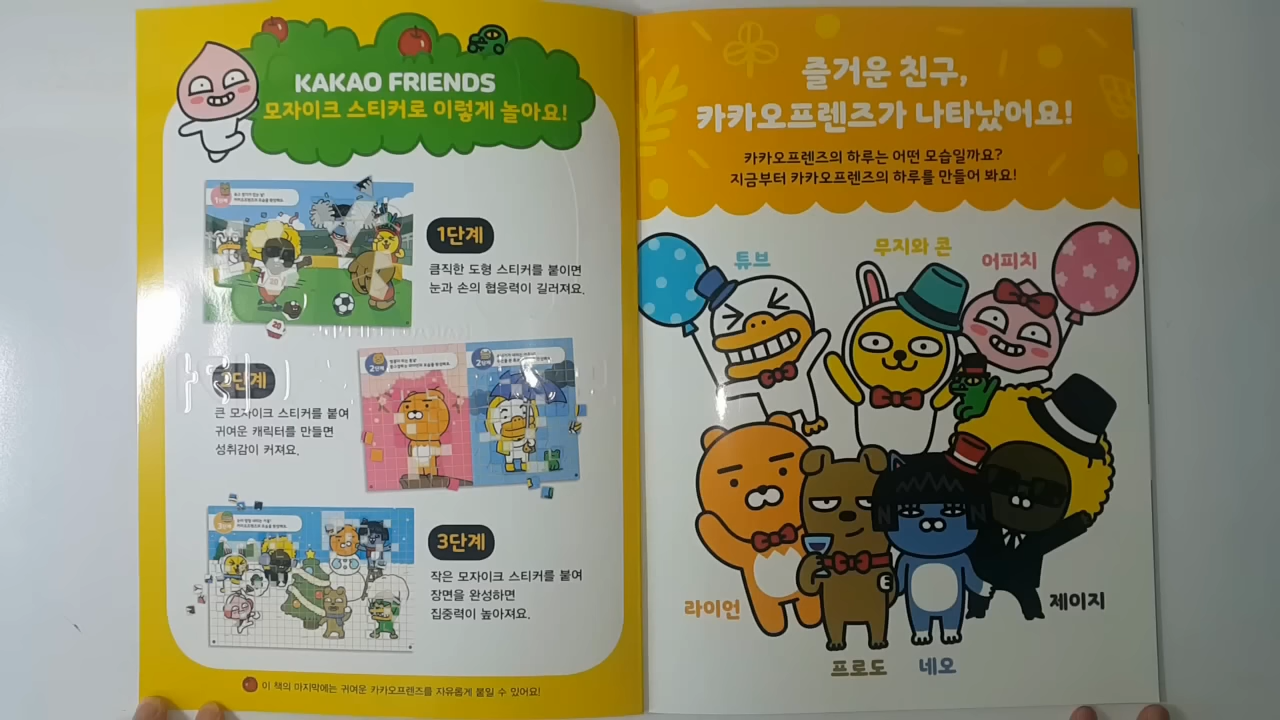 KAKAO FRIENDS
모자이크 스티커로 이렇게 놀아요!
1단계
큼직한 도형 스티커를 붙이면
눈과 손의 협응력이 길러져요.
2단계
큰 모자이크 스티커를 붙여
귀여운 캐릭터를 만들면
성취감이 커져요.
3단계
작은 모자이크 스티커를 붙여
장면을 완성하면
집중력이 높아져요.
이 책의 마지막에는 귀여운 카카오프렌즈를 자유롭게 붙일 수 있어요!
즐거운 친구,
카카오프렌즈가 나타났어요!
카카오프렌즈의 하루는 어떤 모습일까요?
지금부터 카카오프렌즈의 하루를 만들어 봐요!
튜브
무지와 콘
어피치
라이언
프로도
네오
제이지